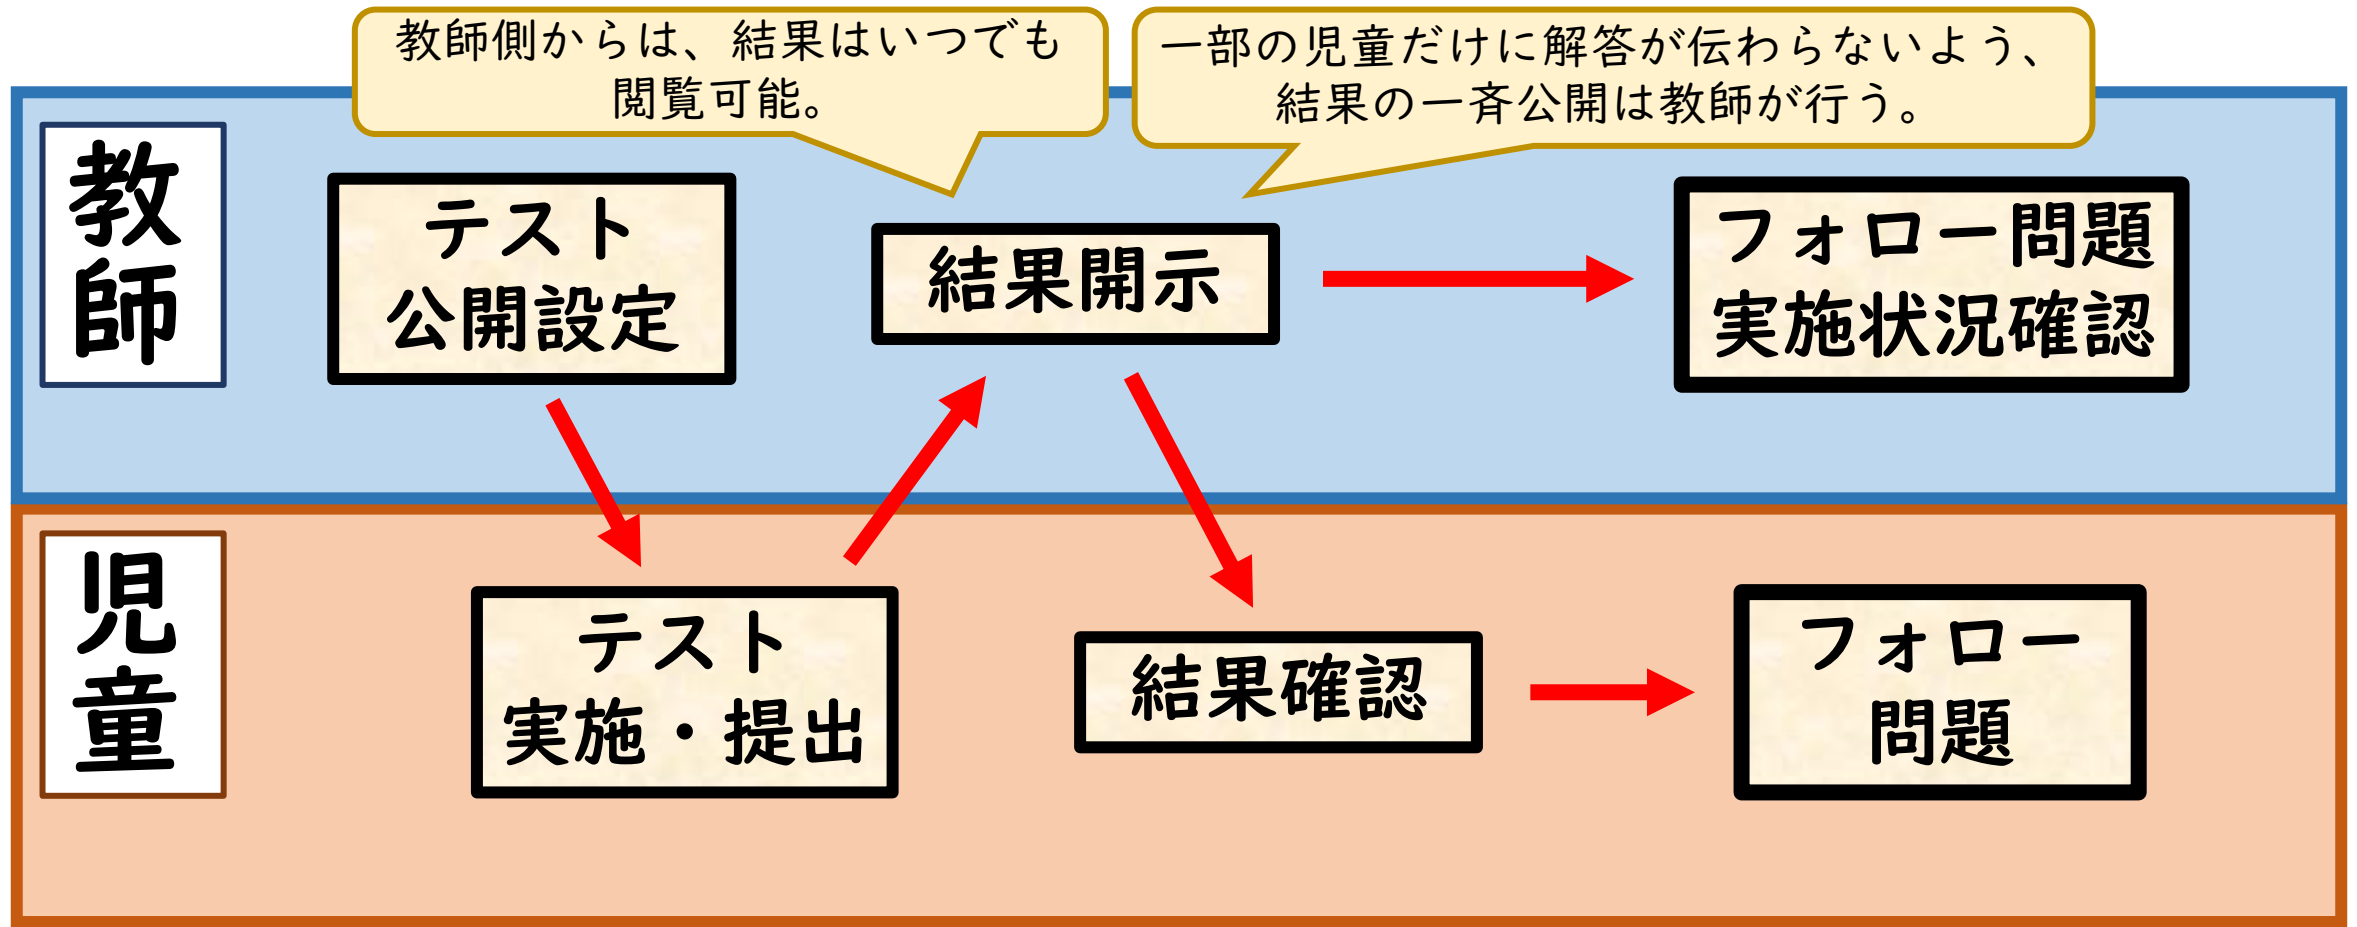 教師側からは、結果はいつでも
閲覧可能。
一部の児童だけに解答が伝わらないよう、
結果の一斉公開は教師が行う。
教師
テスト
公開設定
結果開示
フォロー問題
実施状況確認
児童
テスト
実施・提出
結果確認
フォロー
問題